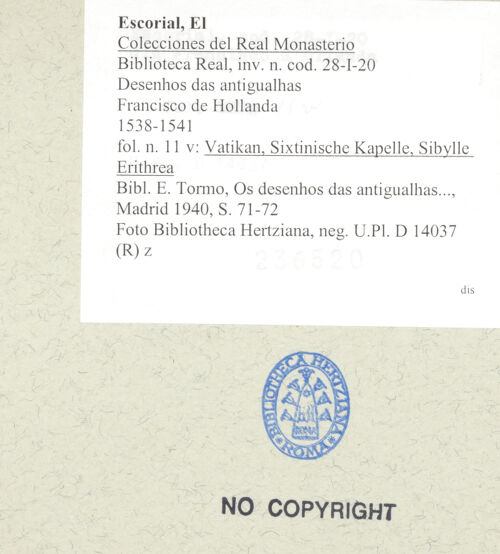 Escorial, El
Colecciones del Real Monasterio
Biblioteca Real, inv. n. cod. 28-I-20
Desenhos das antigualhas
Francisco de Hollanda
1538-1541
fol. n. 11 v: Vatikan, Sixtinische Kapelle, Sibylle
Erithrea
Bibl. E. Tormo, Os desenhos das antigualhas...,
Madrid 1940, S. 71-72
Foto Bibliotheca Hertziana, neg. U.Pl. D 14037
(R) z
236520
dis
BIBLIOTHECA HERTZIANA
ROMA
NO COPYRIGHT